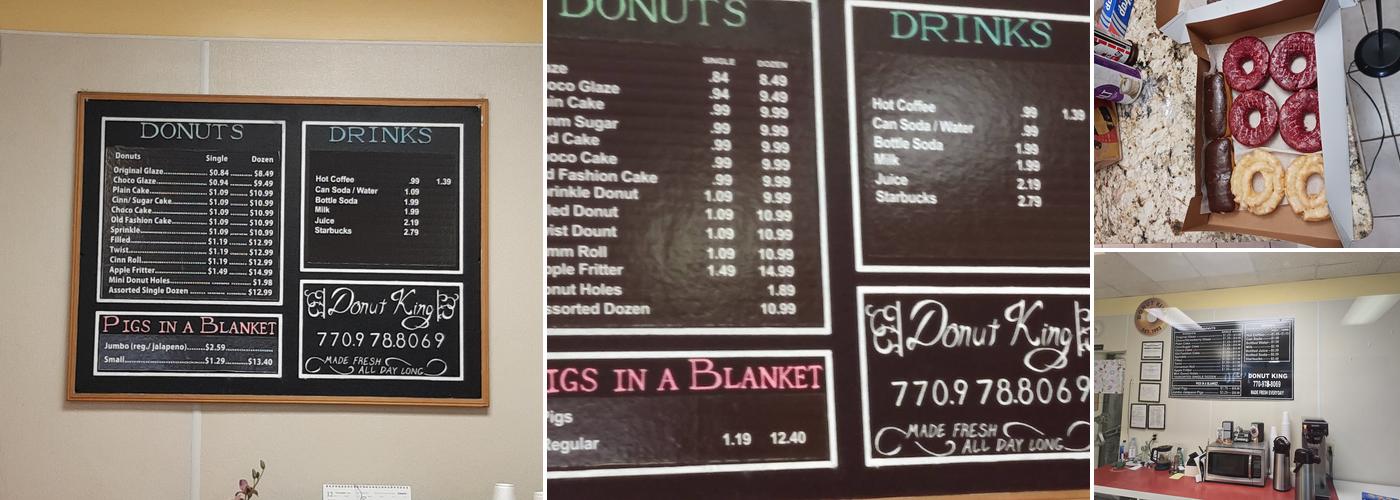 DONUTS
Donuts Single Dozen
Original Glaze $0.84 $8.49
Choco Glaze $0.94 $9.49
Plain Cake $1.09 $10.99
Cinn/ Sugar Cake $1.09 $10.99
Choco Cake $1.09 $10.99
Old Fashion Cake $1.09 $10.99
Sprinkle $1.09 $10.99
Filled $1.19 $12.99
Twist $1.19 $12.99
Cinn Roll $1.19 $12.99
Apple Fritter $1.49 $14.99
Mini Donut Holes $1.98
Assorted Single Dozen $12.99
PIGS IN A BLANKET
Jumbo (reg./ Jalapeno) $2.59
Small $1.29 $13.40
DRINKS
Hot Coffee .99 1.39
Can Soda / Water 1.09
Bottle Soda 1.99
Milk 1.99
Juice 2.19
Starbucks 2.79
Donut King
770.978.8069
MADE FRESH
ALL DAY LONG
DONUTS
SINGLE DOZEN
aze .84 8.49
oco Glaze .94 9.49
in Cake .99 9.99
mm Sugar .99 9.99
d Cake .99 9.99
oco Cake .99 9.99
d Fashion Cake .99 9.99
rinkle Donut 1.09 9.99
led Donut 1.09 10.99
vist Dount 1.09 10.99
mm Roll 1.09 10.99
pple Fritter 1.49 14.99
onut Holes 1.89
ssorted Dozen 10.99
IGS IN A BLANKET
Pigs
Regular 1.19 12.40
DRINKS
Hot Coffee .99 1.39
Can Soda / Water .99
Bottle Soda 1.99
Milk 1.99
Juice 2.19
Starbucks 2.79
Donut King
770.978.8069
MADE FRESH
ALL DAY LONG
DONUT KING
770-978-8069
MADE FRESH EVERYDAY